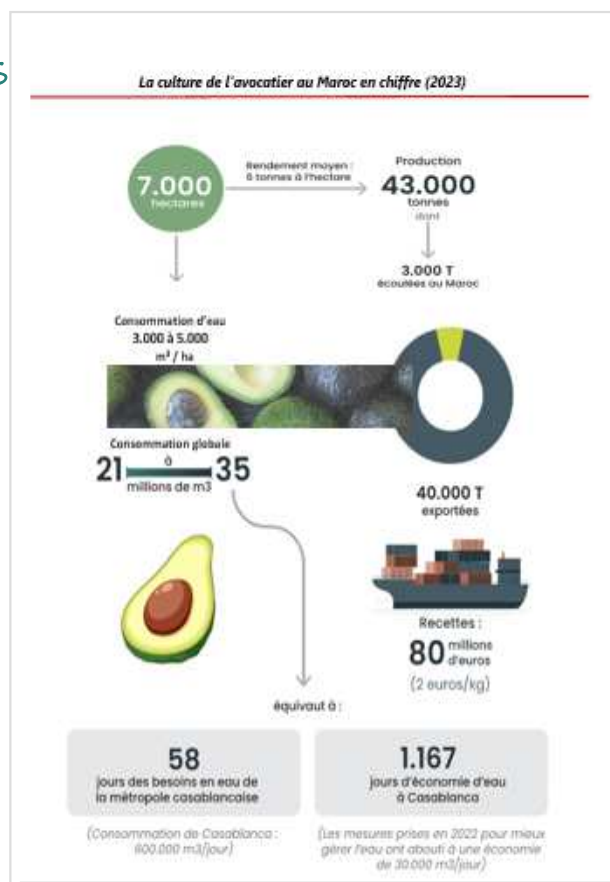 La culture de l'avocatier au Maroc en chiffre (2023)
7.000
hectares
Rendement moyen :
6 tonnes à l'hectare
Production
43.000
tonnes
dont
3.000 T
écoulées au Maroc
Consommation d'eau
3.000 à 5.000
m³ / ha
Consommation globale
21 à 35
millions de m3
40.000 T
exportées
Recettes :
80 millions
d'euros
(2 euros/kg)
équivaut à :
58
jours des besoins en eau de
la métropole casablancaise
(Consommation de Casablanca :
600.000 m3/jour)
1.167
jours d'économie d'eau
à Casablanca
(Les mesures prises en 2022 pour mieux
gérer l'eau ont abouti à une économie
de 30.000 m3/jour)